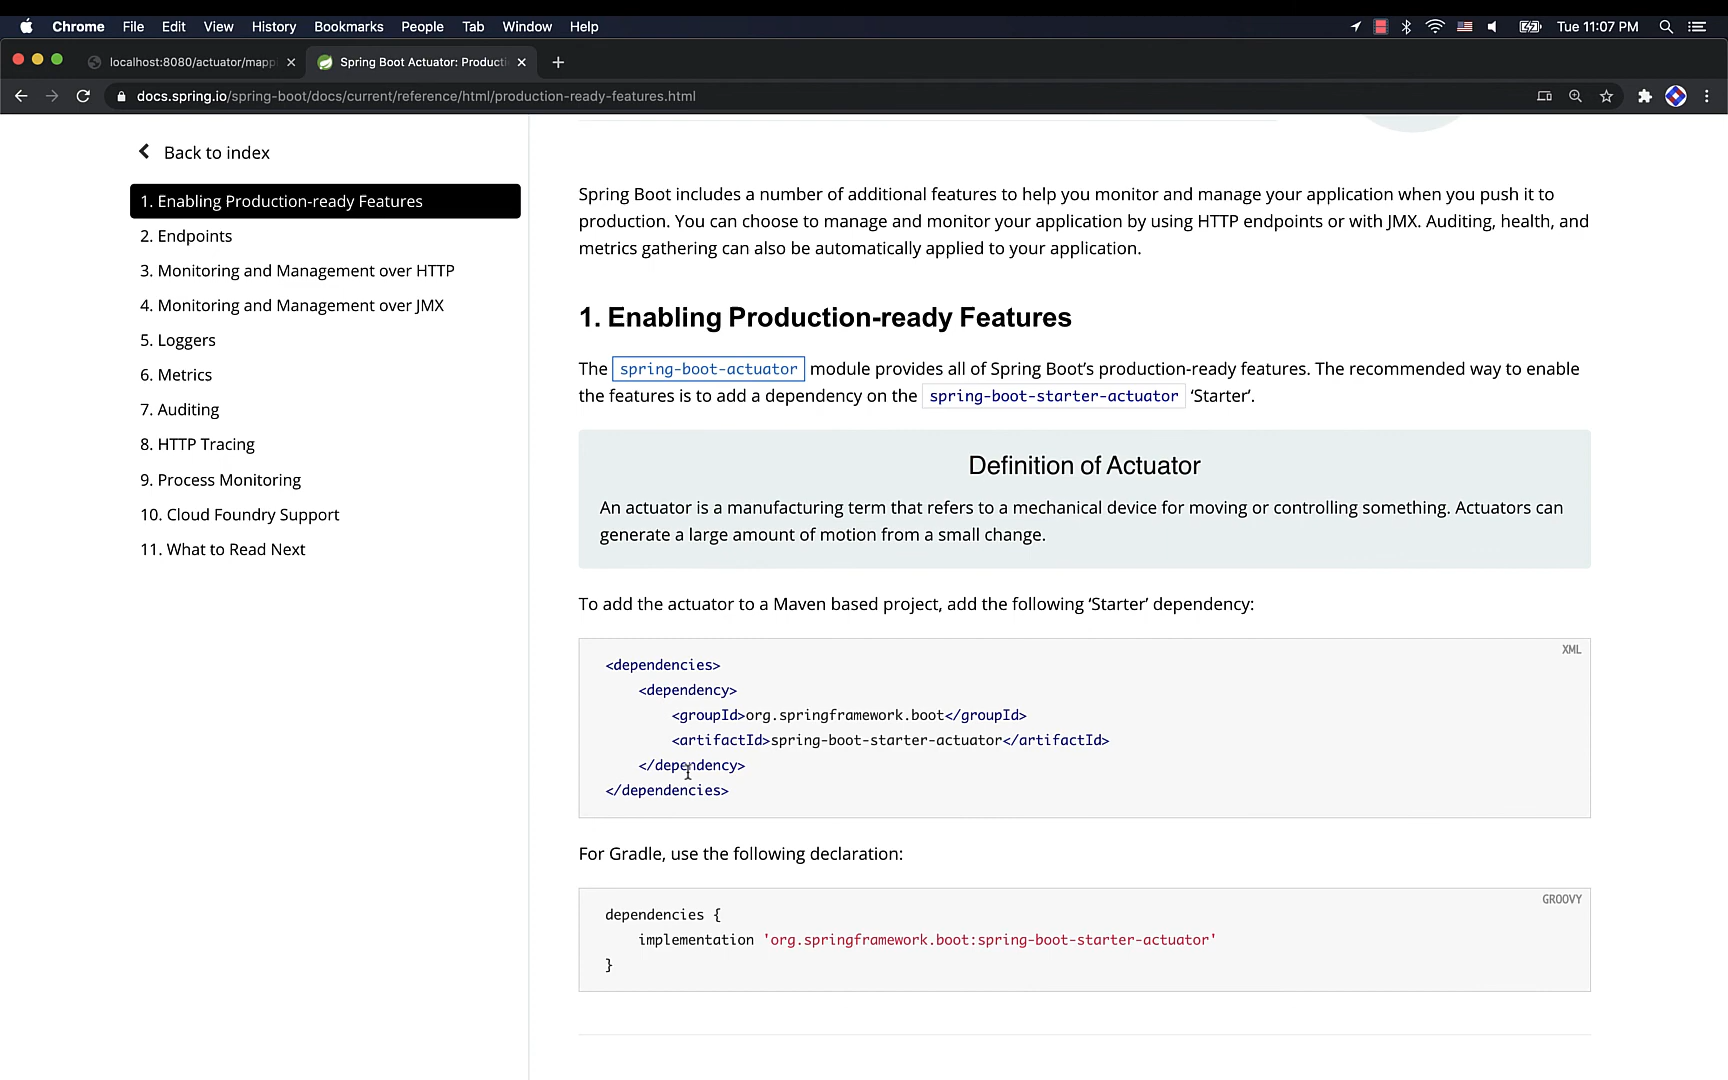 Chrome File Edit View History Bookmarks People Tab Window Help Tue 11:07 PM
localhost:8080/actuator/mapp Spring Boot Actuator: Producti
docs.spring.io/spring-boot/docs/current/reference/html/production-ready-features.html
Back to index
1. Enabling Production-ready Features
2. Endpoints
3. Monitoring and Management over HTTP
4. Monitoring and Management over JMX
5. Loggers
6. Metrics
7. Auditing
8. HTTP Tracing
9. Process Monitoring
10. Cloud Foundry Support
11. What to Read Next
Spring Boot includes a number of additional features to help you monitor and manage your application when you push it to
production. You can choose to manage and monitor your application by using HTTP endpoints or with JMX. Auditing, health, and
metrics gathering can also be automatically applied to your application.
1. Enabling Production-ready Features
The spring-boot-actuator module provides all of Spring Boot’s production-ready features. The recommended way to enable
the features is to add a dependency on the spring-boot-starter-actuator ‘Starter’.
Definition of Actuator
An actuator is a manufacturing term that refers to a mechanical device for moving or controlling something. Actuators can
generate a large amount of motion from a small change.
To add the actuator to a Maven based project, add the following ‘Starter’ dependency:
XML
<dependencies>
<dependency>
<groupId>org.springframework.boot</groupId>
<artifactId>spring-boot-starter-actuator</artifactId>
</dependency>
</dependencies>
For Gradle, use the following declaration:
GROOVY
dependencies {
implementation 'org.springframework.boot:spring-boot-starter-actuator'
}